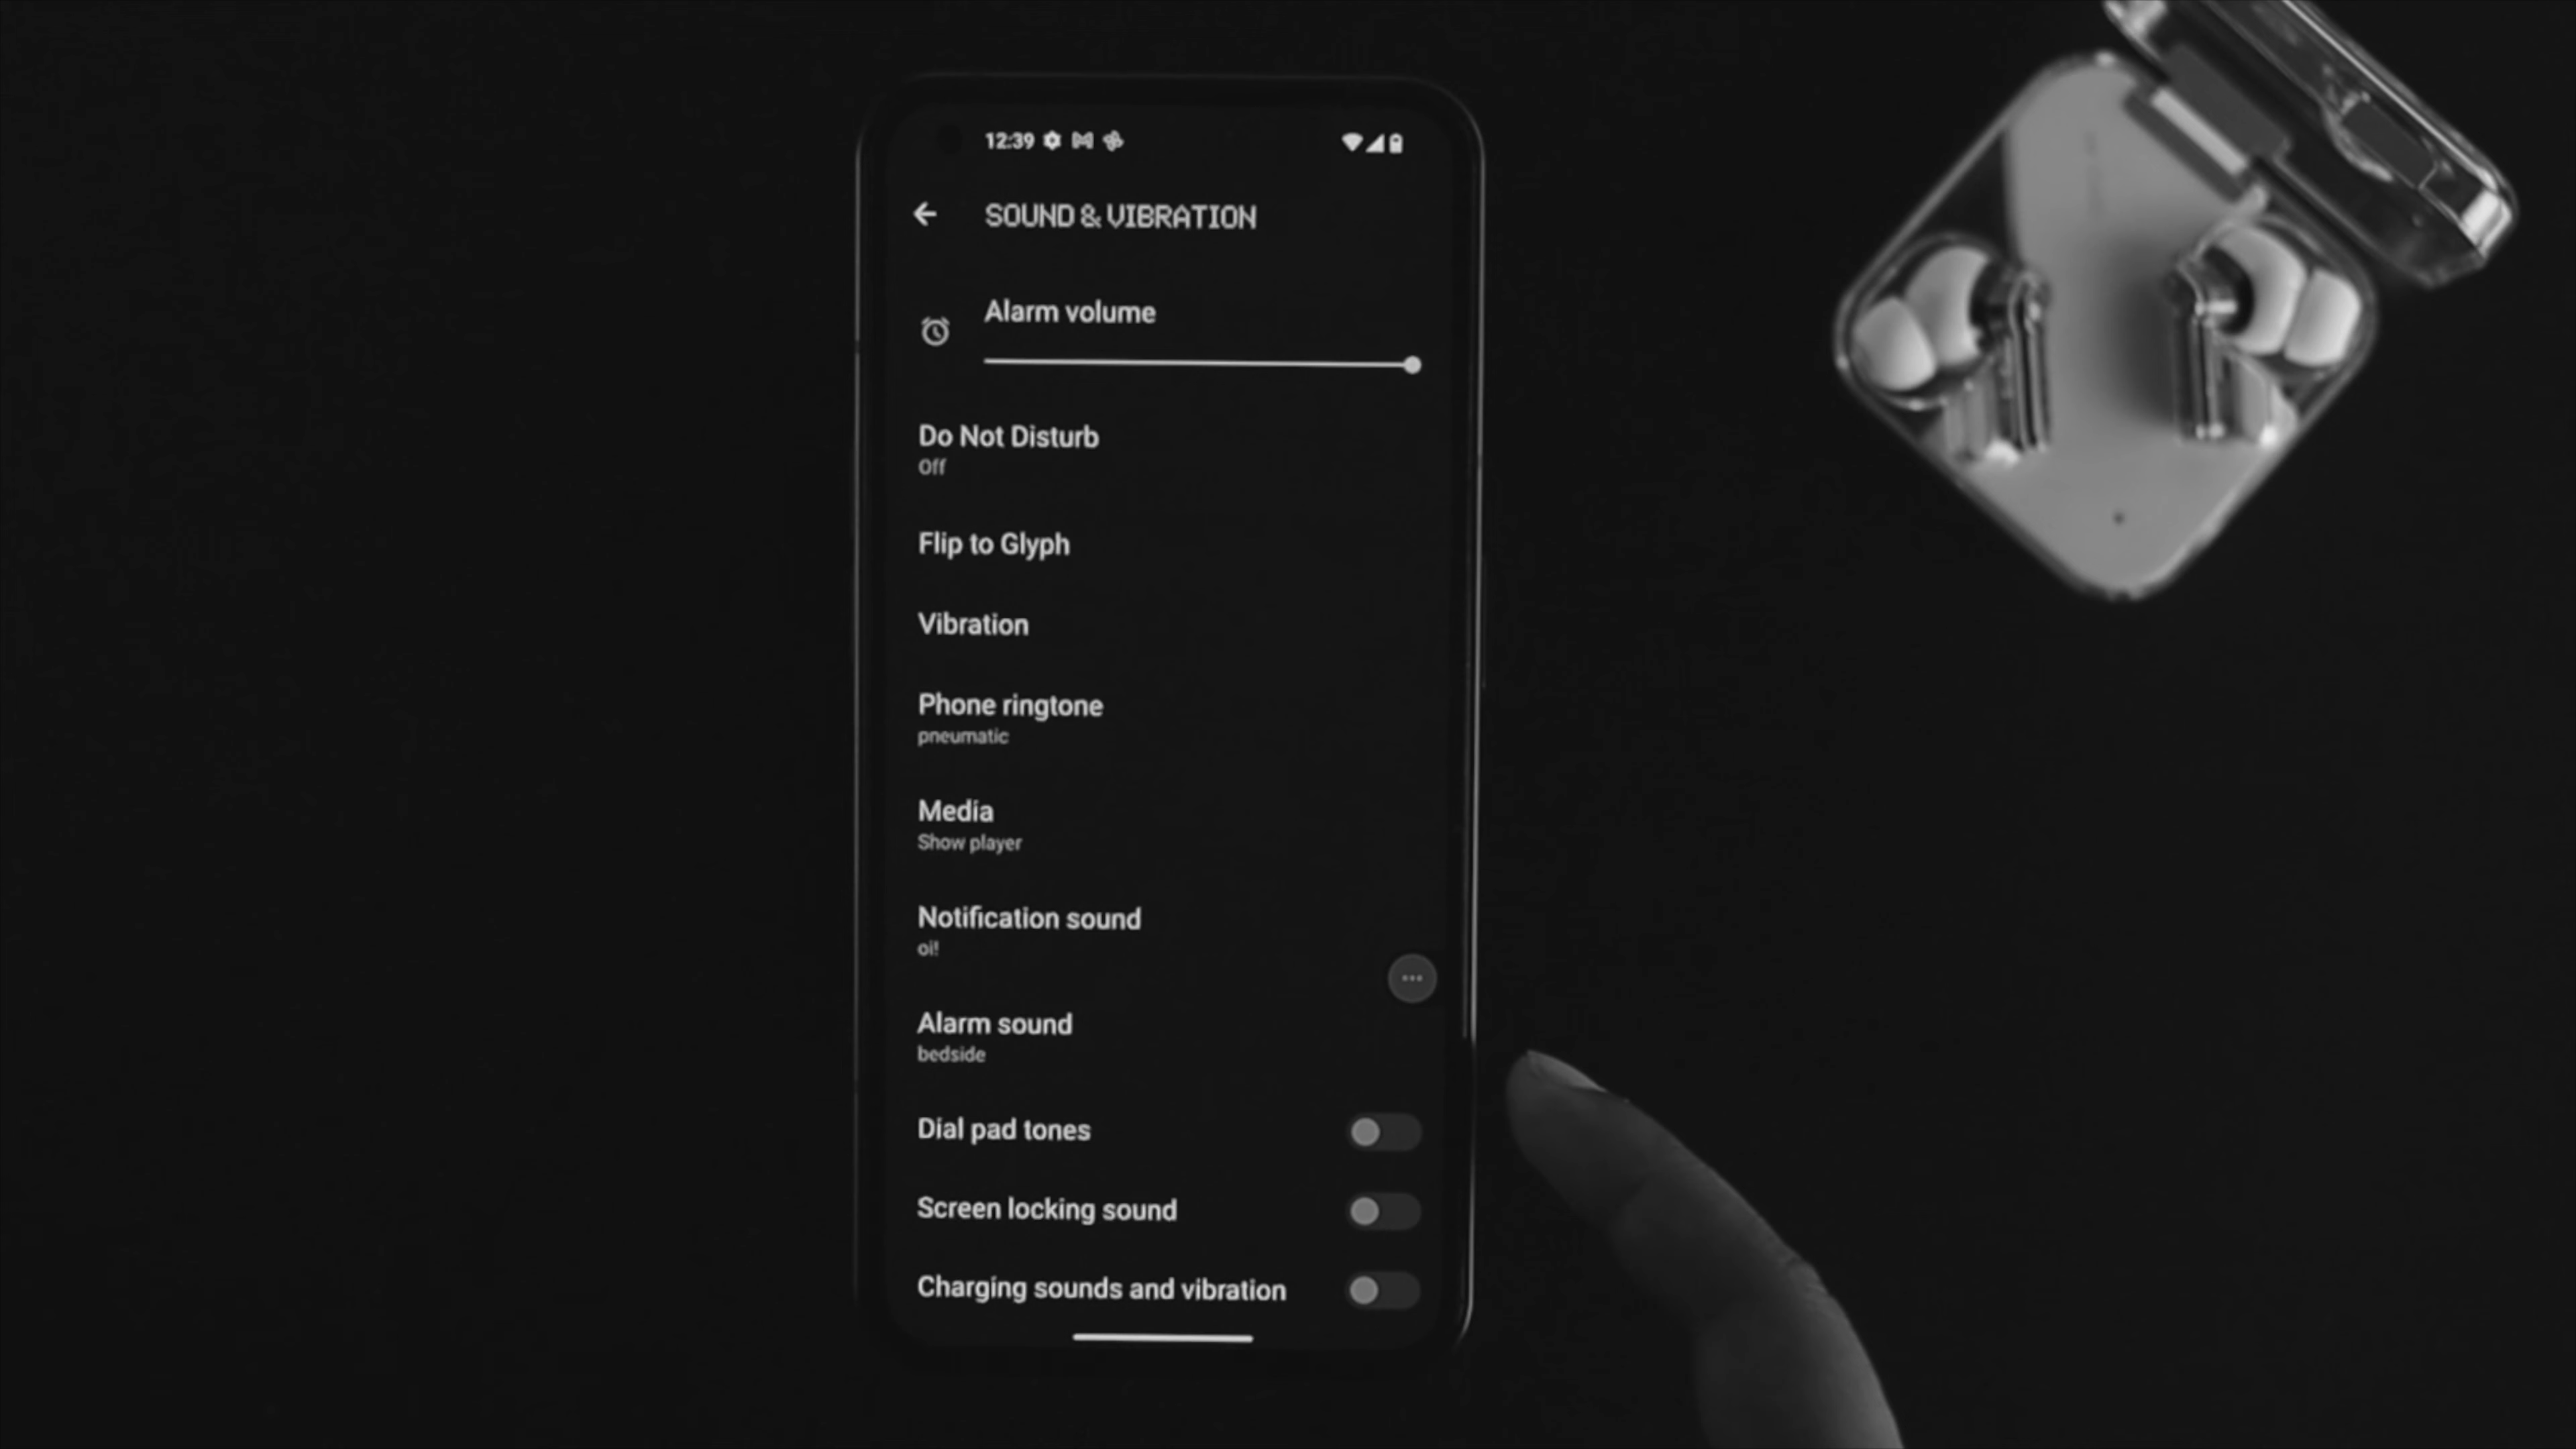 12:39
SOUND & VIBRATION
Alarm volume
Do Not Disturb
Off
Flip to Glyph
Vibration
Phone ringtone
pneumatic
Media
Show player
Notification sound
oi!
Alarm sound
bedside
Dial pad tones
Screen locking sound
Charging sounds and vibration